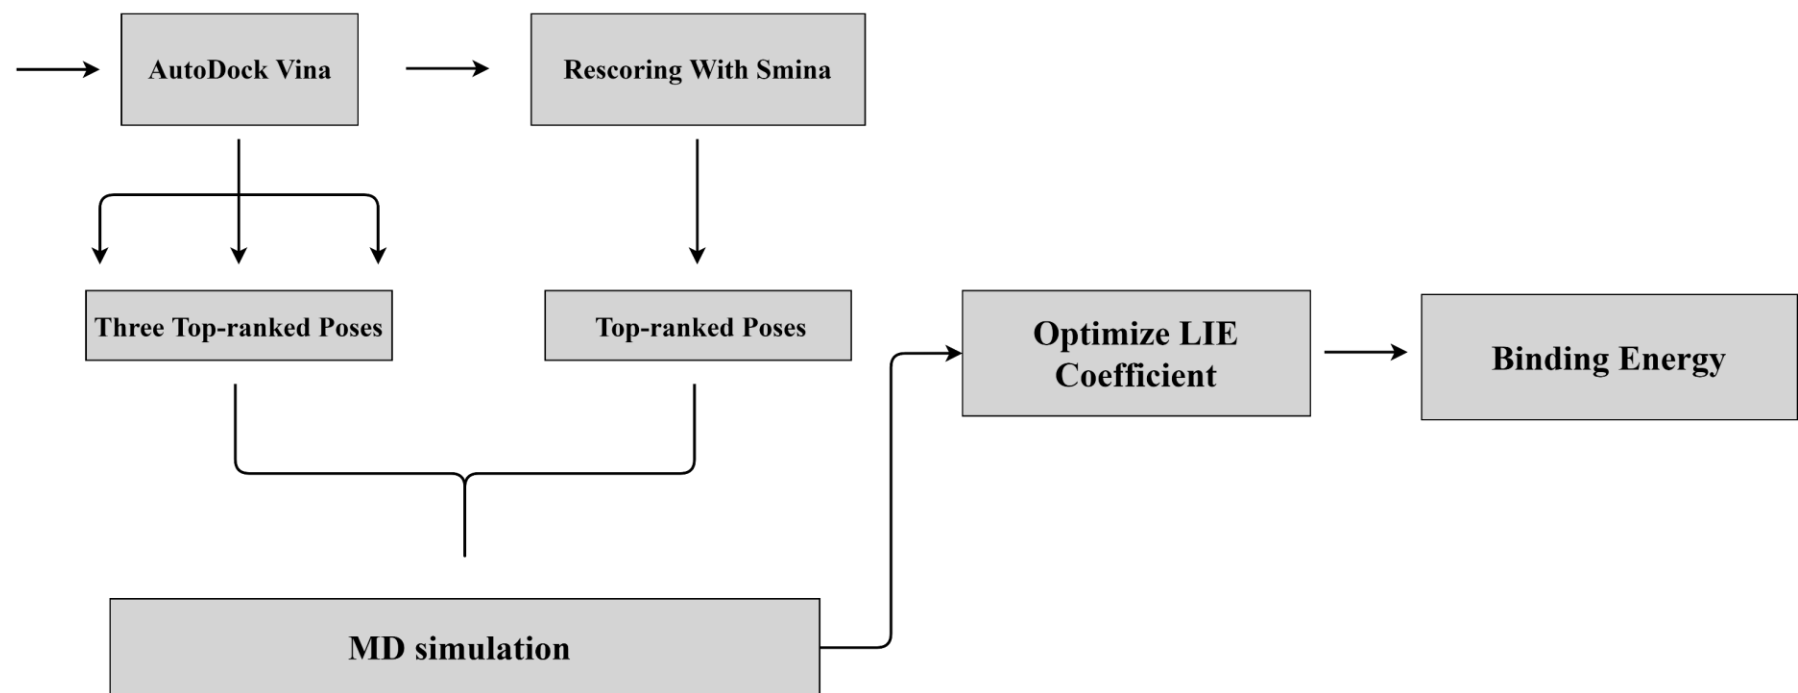 AutoDock Vina
Rescoring With Smina
Three Top-ranked Poses
Top-ranked Poses
Optimize LIE
Coefficient
Binding Energy
MD simulation